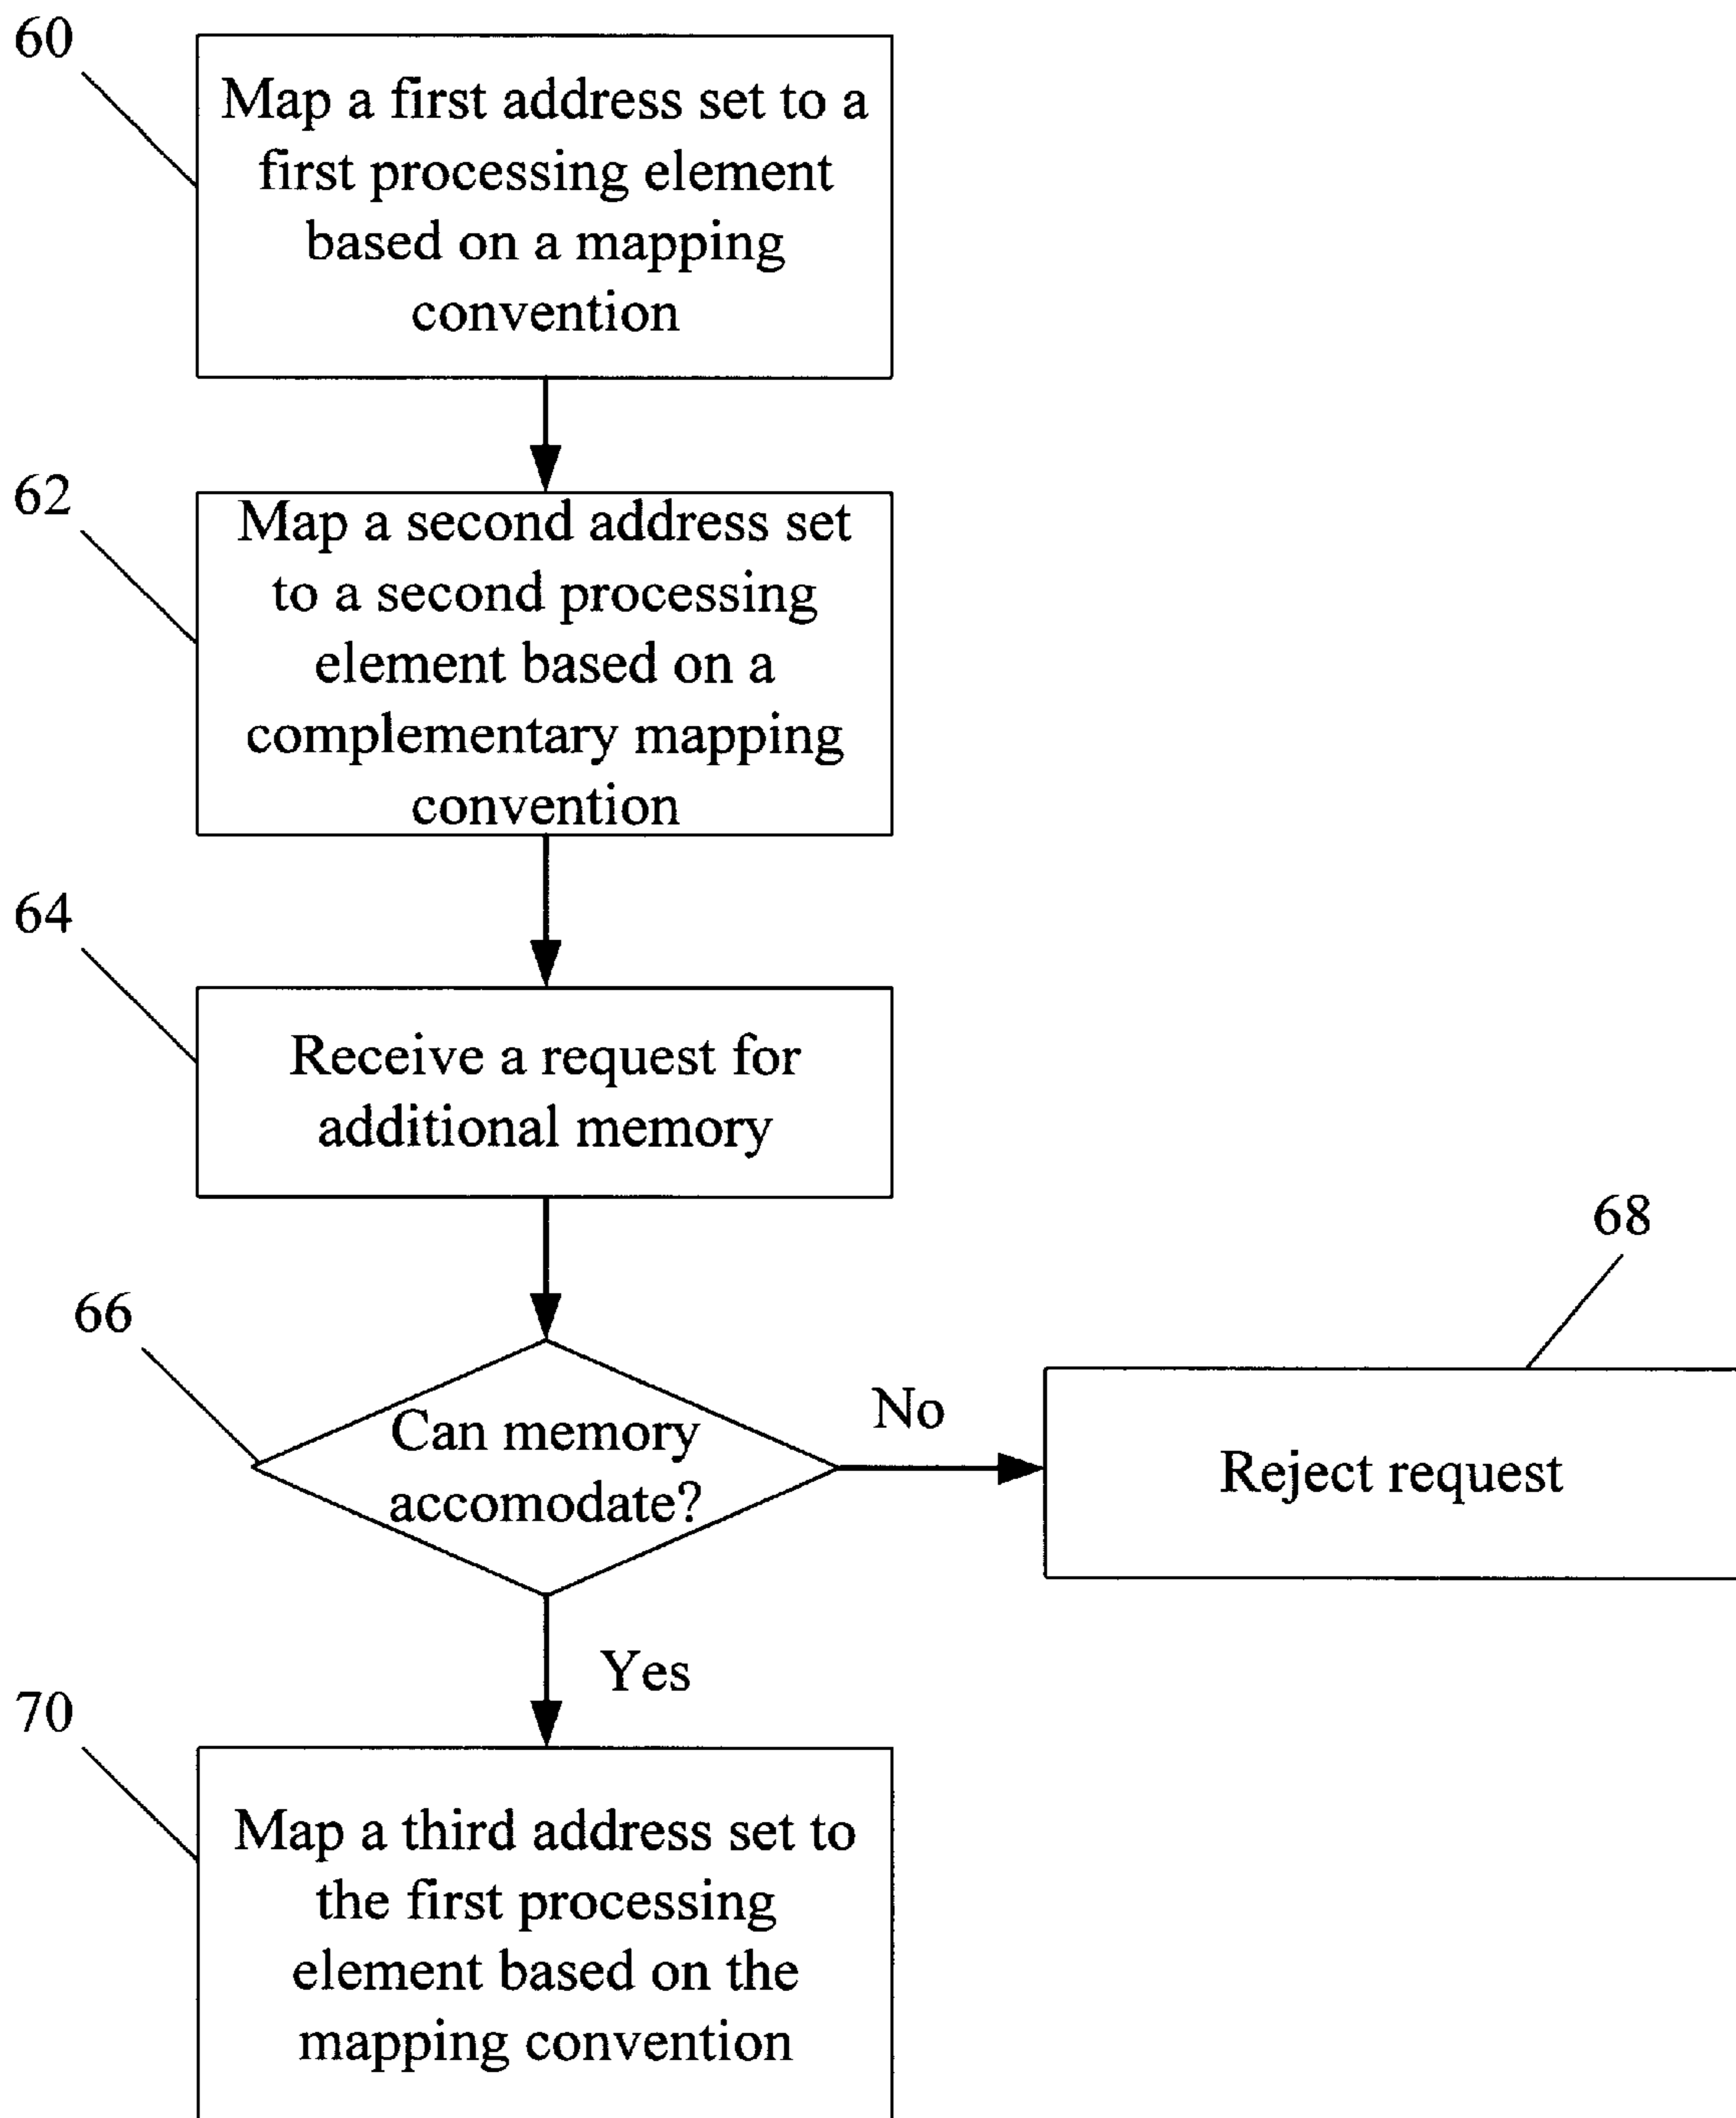 60
Map a first address set to a
first processing element
based on a mapping
convention
62
Map a second address set
to a second processing
element based on a
complementary mapping
convention
64
Receive a request for
additional memory
66
Can memory
accomodate?
No
68
Reject request
Yes
70
Map a third address set to
the first processing
element based on the
mapping convention